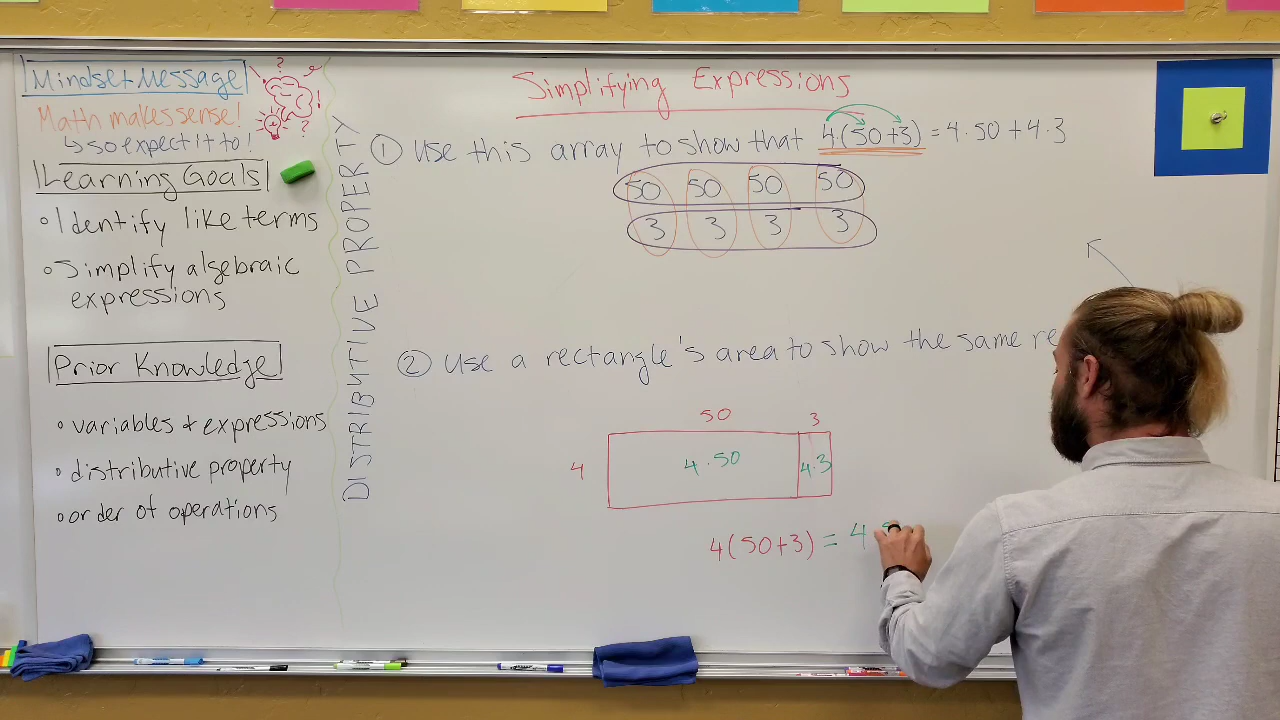 Mindset Message
Math makes sense!
↳ so expect it to!
Learning Goals
◦ Identify like terms
◦ Simplify algebraic
expressions
Prior Knowledge
◦ variables + expressions
◦ distributive property
◦ order of operations
DISTRIBUTIVE PROPERTY
Simplifying Expressions
① Use this array to show that 4(50+3) = 4·50 + 4·3
50 50 50 50
3 3 3 3
② Use a rectangle's area to show the same
50 3
4 4·50 4·3
4(50+3) = 4
? ! ?